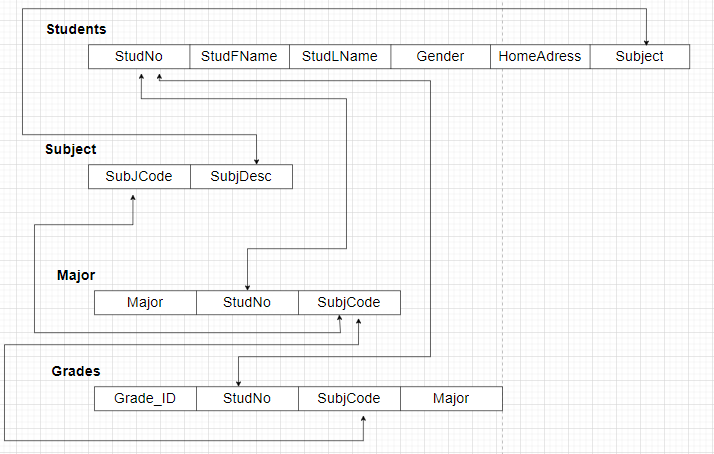 Students
StudNo StudFName StudLName Gender HomeAdress Subject
Subject
SubJCode SubjDesc
Major
Major StudNo SubjCode
Grades
Grade_ID StudNo SubjCode Major